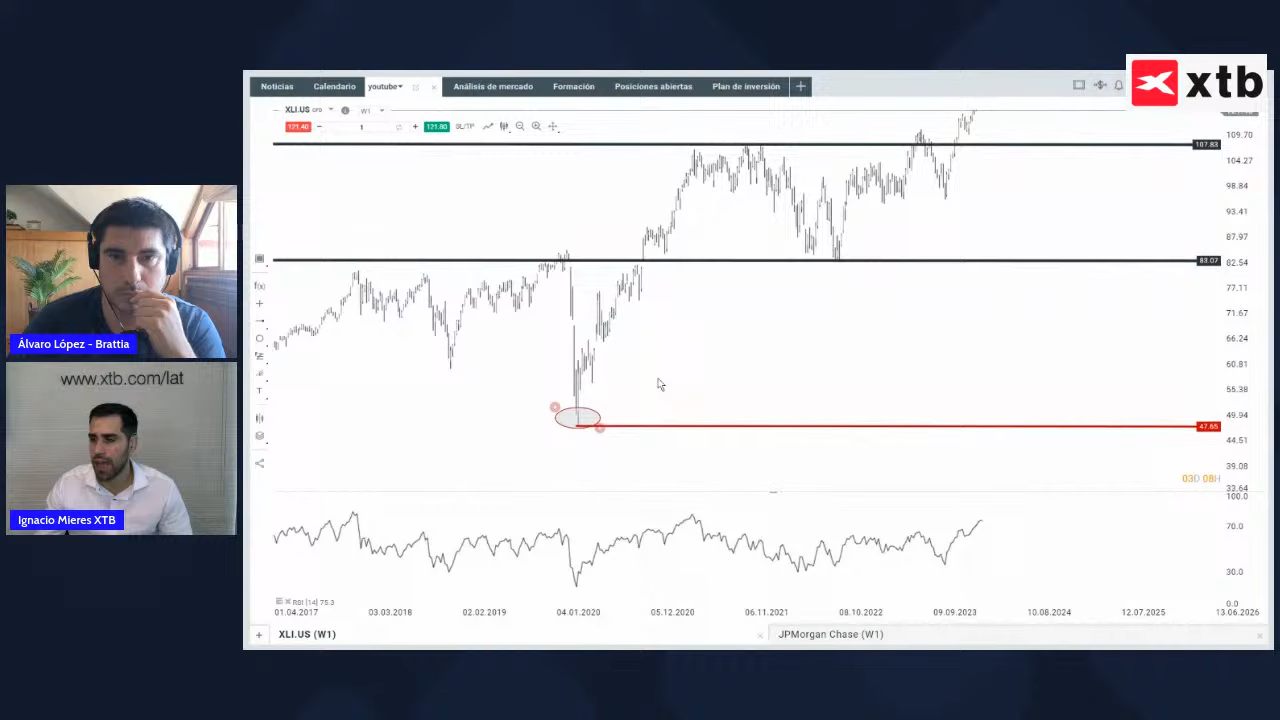 xtb
Noticias Calendario youtube Análisis de mercado Formación Posiciones abiertas Plan de inversión
XLI.US CFD W1
121.40 1 121.80 SL/TP
109.70
107.83
104.27
98.84
93.41
87.97
83.07
82.54
77.11
71.67
66.24
60.81
55.38
49.94
47.65
44.51
39.08
03D 08H
33.64
100.0
70.0
30.0
0.0
RSI [14] 75.3
01.04.2017 03.03.2018 02.02.2019 04.01.2020 05.12.2020 06.11.2021 08.10.2022 09.09.2023 10.08.2024 12.07.2025 13.06.2026
XLI.US (W1) JPMorgan Chase (W1)
Álvaro López - Brattia
www.xtb.com/lat
Ignacio Mieres XTB